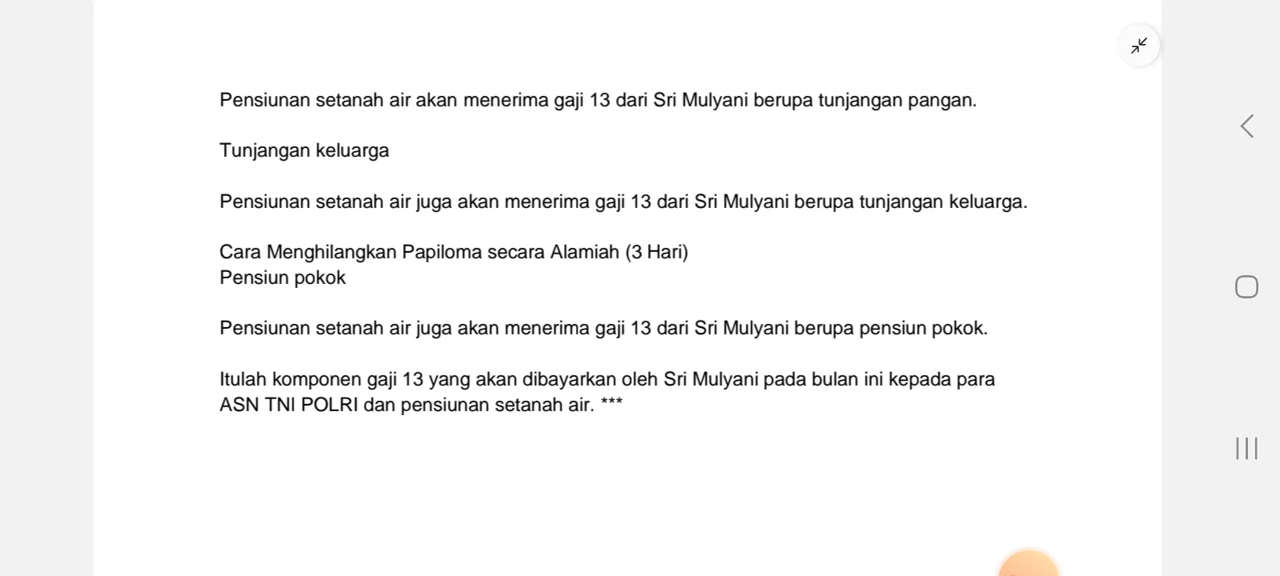 Pensiunan setanah air akan menerima gaji 13 dari Sri Mulyani berupa tunjangan pangan.
Tunjangan keluarga
Pensiunan setanah air juga akan menerima gaji 13 dari Sri Mulyani berupa tunjangan keluarga.
Cara Menghilangkan Papiloma secara Alamiah (3 Hari)
Pensiun pokok
Pensiunan setanah air juga akan menerima gaji 13 dari Sri Mulyani berupa pensiun pokok.
Itulah komponen gaji 13 yang akan dibayarkan oleh Sri Mulyani pada bulan ini kepada para
ASN TNI POLRI dan pensiunan setanah air. ***